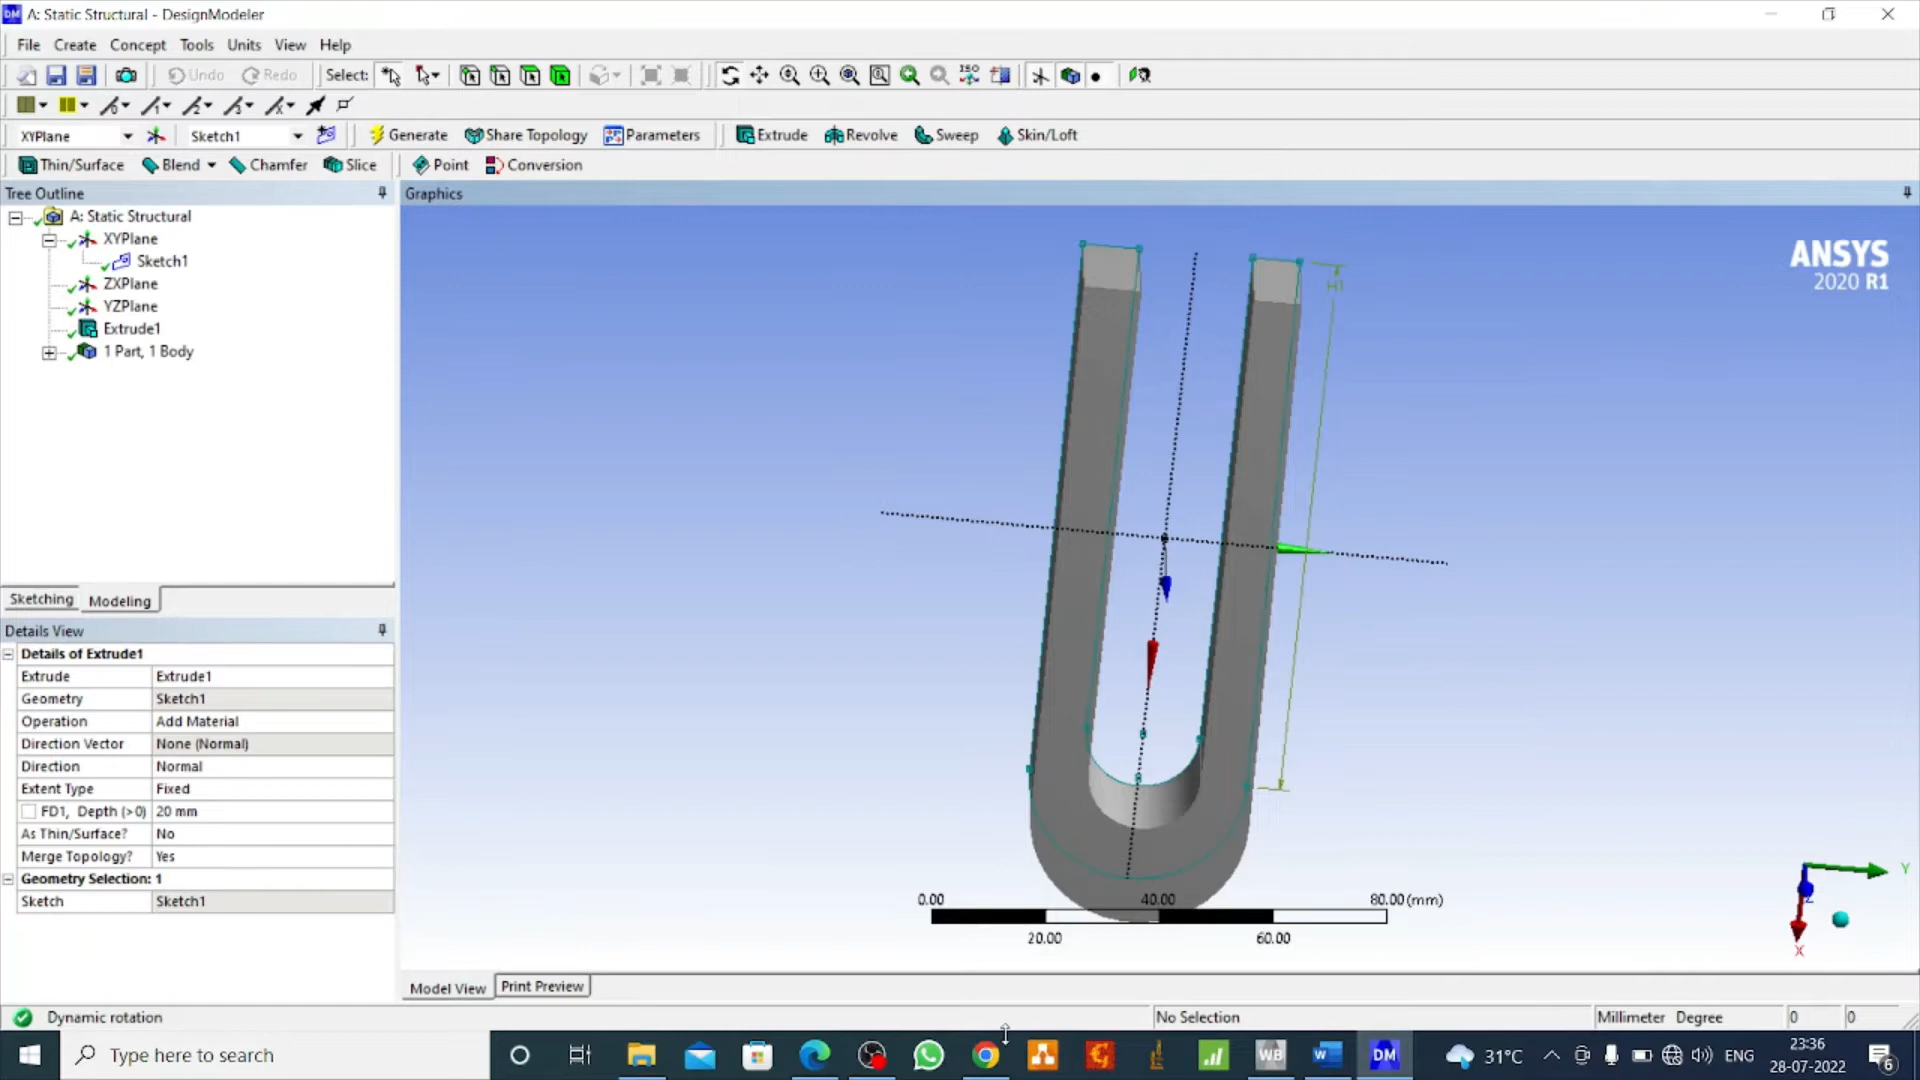 A: Static Structural - DesignModeler
File Create Concept Tools Units View Help
Undo Redo Select: ISO
XYPlane Sketch1 Generate Share Topology Parameters Extrude Revolve Sweep Skin/Loft
Thin/Surface Blend Chamfer Slice Point Conversion
Tree Outline
A: Static Structural
XYPlane
Sketch1
ZXPlane
YZPlane
Extrude1
1 Part, 1 Body
Sketching Modeling
Details View
Details of Extrude1
Extrude Extrude1
Geometry Sketch1
Operation Add Material
Direction Vector None (Normal)
Direction Normal
Extent Type Fixed
FD1, Depth (>0) 20 mm
As Thin/Surface? No
Merge Topology? Yes
Geometry Selection: 1
Sketch Sketch1
Graphics
ANSYS
2020 R1
H1
0.00 40.00 80.00 (mm)
20.00 60.00
Y
Z
X
Model View Print Preview
Dynamic rotation No Selection Millimeter Degree 0 0
Type here to search WB DM 31°C ENG 23:36
28-07-2022 6